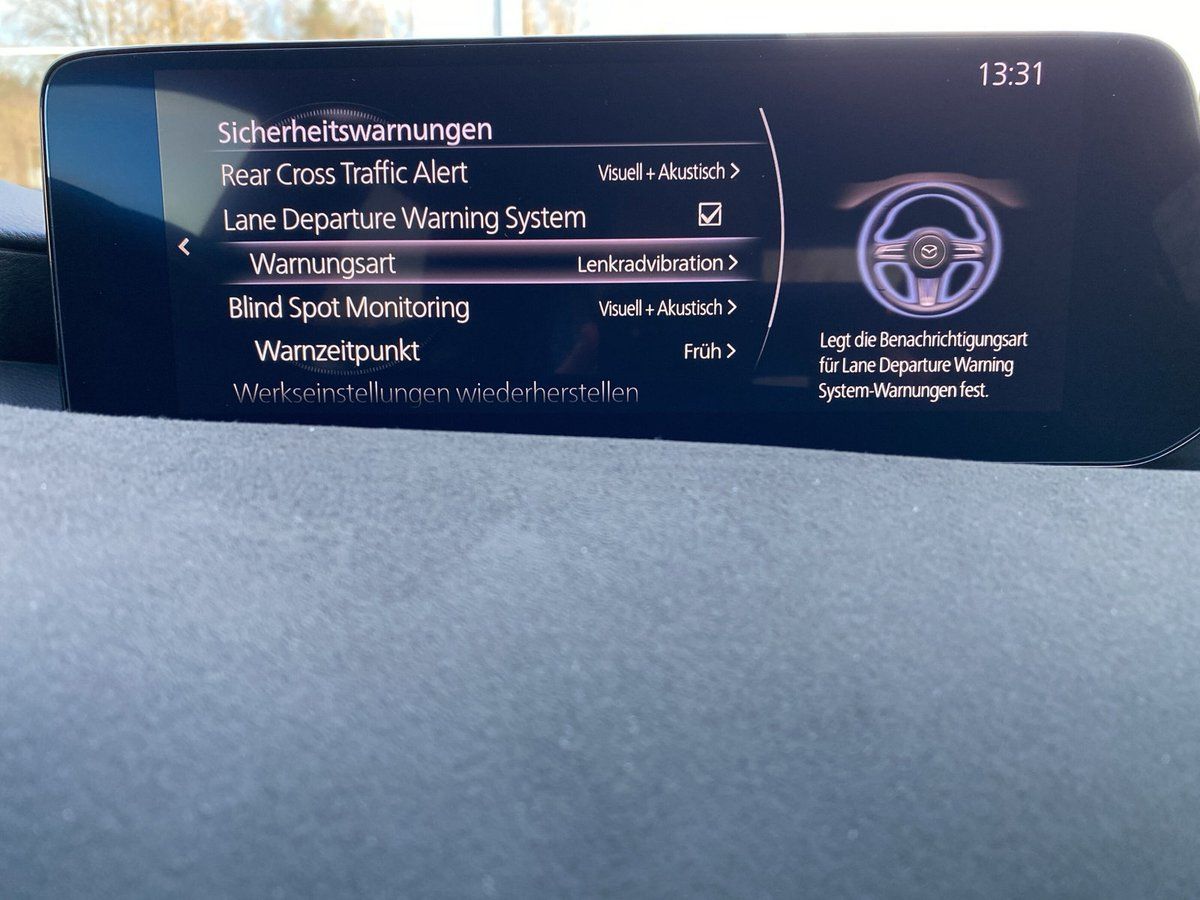 13:31
Sicherheitswarnungen
Rear Cross Traffic Alert Visuell + Akustisch >
Lane Departure Warning System
Warnungsart Lenkradvibration >
Blind Spot Monitoring Visuell + Akustisch >
Warnzeitpunkt Früh >
Werkseinstellungen wiederherstellen
Legt die Benachrichtigungsart
für Lane Departure Warning
System-Warnungen fest.